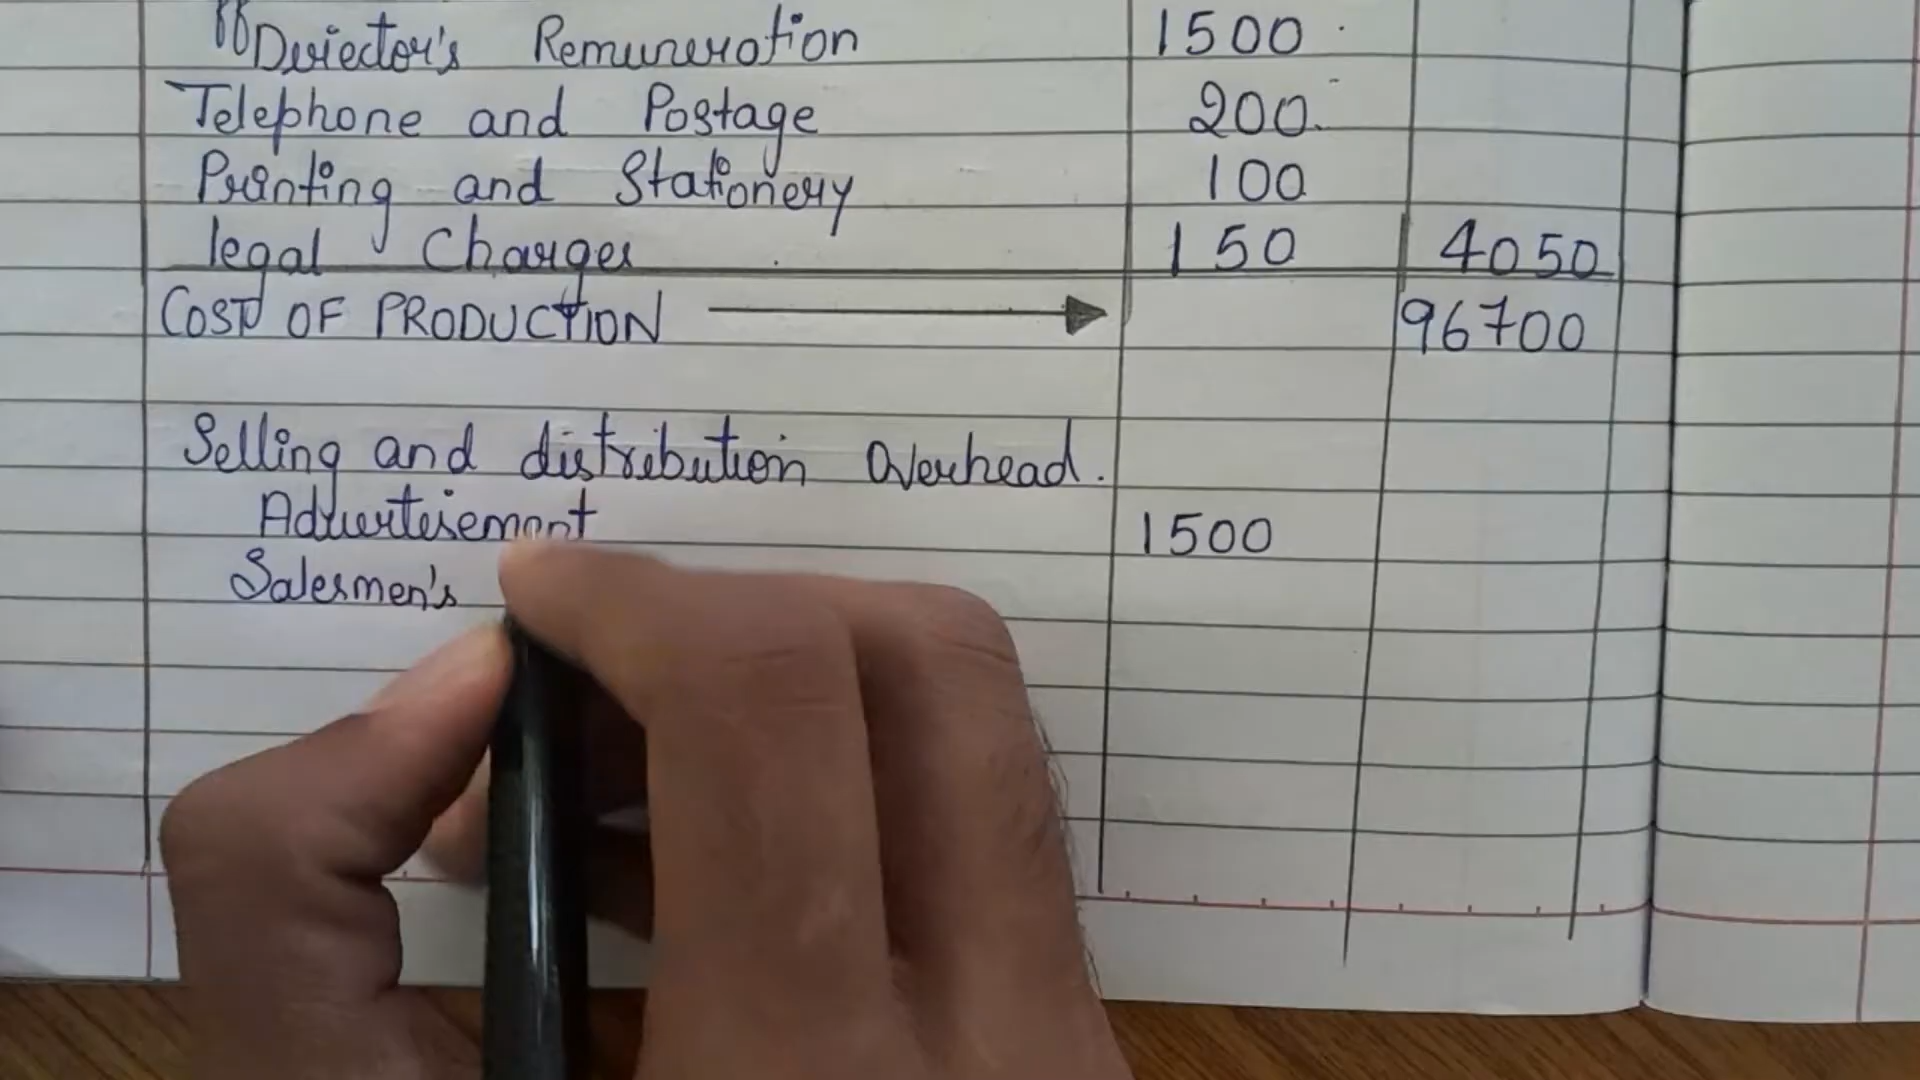 Director's Remuneration 1500
Telephone and Postage 200
Printing and Stationery 100
legal Charges 150 4050
COST OF PRODUCTION 96700
Selling and distribution Overhead.
Advertisement 1500
Salesmen's